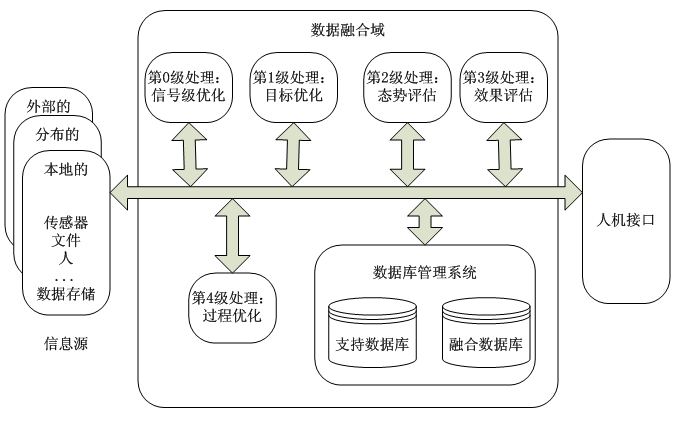 数据融合域
第0级处理：
信号级优化
第1级处理：
目标优化
第2级处理：
态势评估
第3级处理：
效果评估
外部的
分布的
本地的
传感器
文件
人
...
数据存储
信息源
人机接口
第4级处理：
过程优化
数据库管理系统
支持数据库
融合数据库